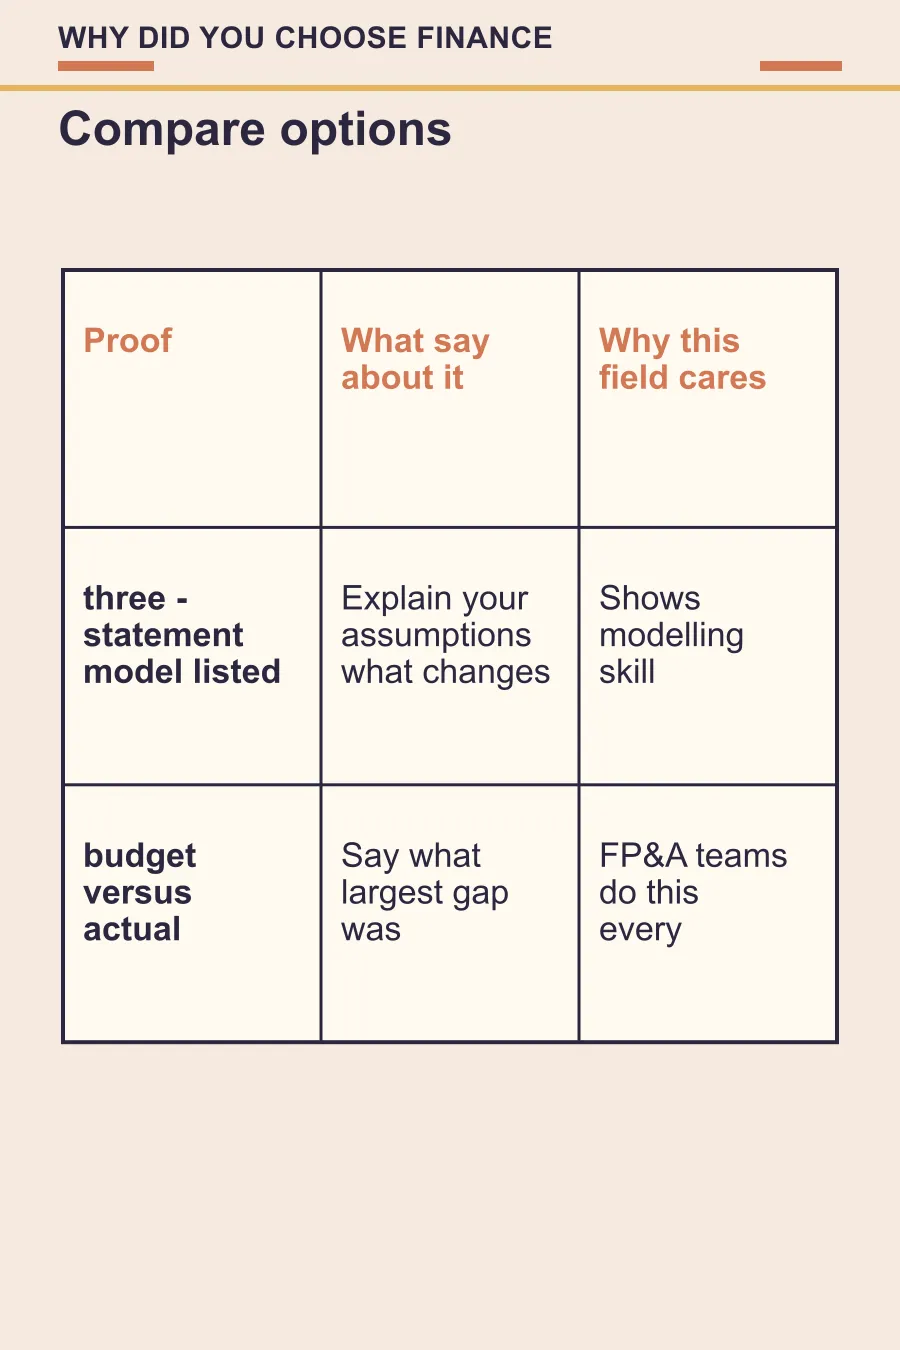 WHY DID YOU CHOOSE FINANCE
Compare options
Proof
What say
about it
Why this
field cares
three -
statement
model listed
Explain your
assumptions
what changes
Shows
modelling
skill
budget
versus
actual
Say what
largest gap
was
FP&A teams
do this
every